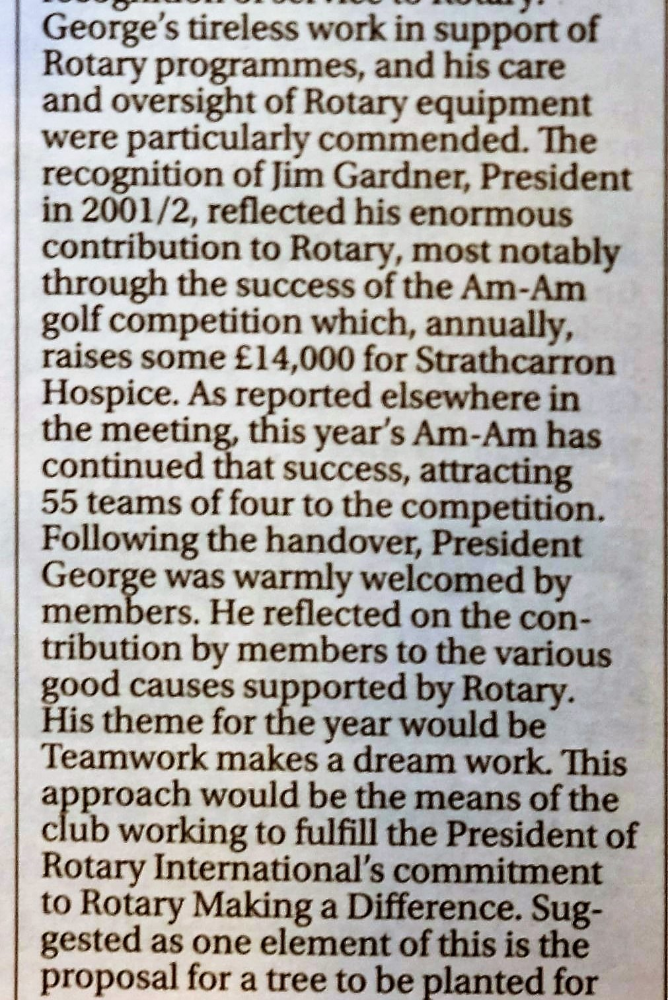 recognition of service to Rotary.
George's tireless work in support of
Rotary programmes, and his care
and oversight of Rotary equipment
were particularly commended. The
recognition of Jim Gardner, President
in 2001/2, reflected his enormous
contribution to Rotary, most notably
through the success of the Am-Am
golf competition which, annually,
raises some £14,000 for Strathcarron
Hospice. As reported elsewhere in
the meeting, this year's Am-Am has
continued that success, attracting
55 teams of four to the competition.
Following the handover, President
George was warmly welcomed by
members. He reflected on the con-
tribution by members to the various
good causes supported by Rotary.
His theme for the year would be
Teamwork makes a dream work. This
approach would be the means of the
club working to fulfill the President of
Rotary International's commitment
to Rotary Making a Difference. Sug-
gested as one element of this is the
proposal for a tree to be planted for